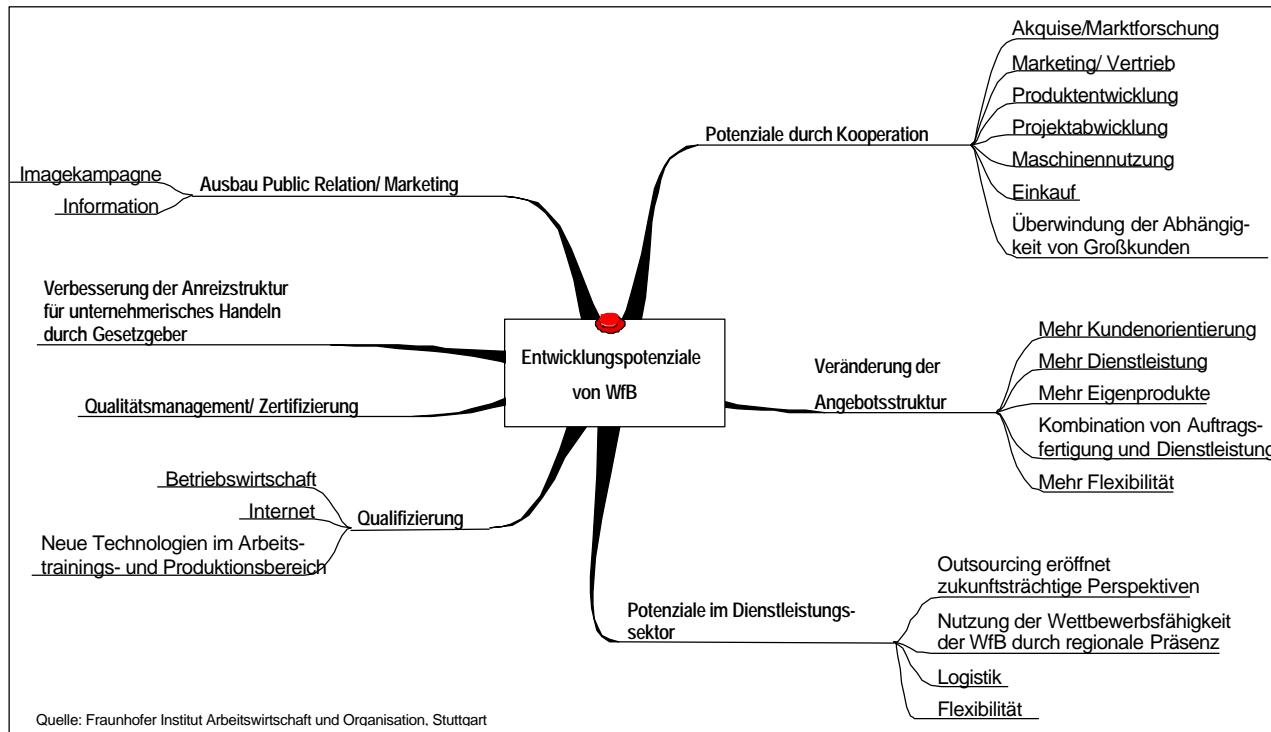 Entwicklungspotenziale
von WfB
Potenziale durch Kooperation
Akquise/Marktforschung
Marketing/ Vertrieb
Produktentwicklung
Projektabwicklung
Maschinennutzung
Einkauf
Überwindung der Abhängig-
keit von Großkunden
Veränderung der
Angebotsstruktur
Mehr Kundenorientierung
Mehr Dienstleistung
Mehr Eigenprodukte
Kombination von Auftrags-
fertigung und Dienstleistung
Mehr Flexibilität
Potenziale im Dienstleistungs-
sektor
Outsourcing eröffnet
zukunftsträchtige Perspektiven
Nutzung der Wettbewerbsfähigkeit
der WfB durch regionale Präsenz
Logistik
Flexibilität
Qualifizierung
Betriebswirtschaft
Internet
Neue Technologien im Arbeits-
trainings- und Produktionsbereich
Qualitätsmanagement/ Zertifizierung
Verbesserung der Anreizstruktur
für unternehmerisches Handeln
durch Gesetzgeber
Ausbau Public Relation/ Marketing
Imagekampagne
Information
Quelle: Fraunhofer Institut Arbeitswirtschaft und Organisation, Stuttgart